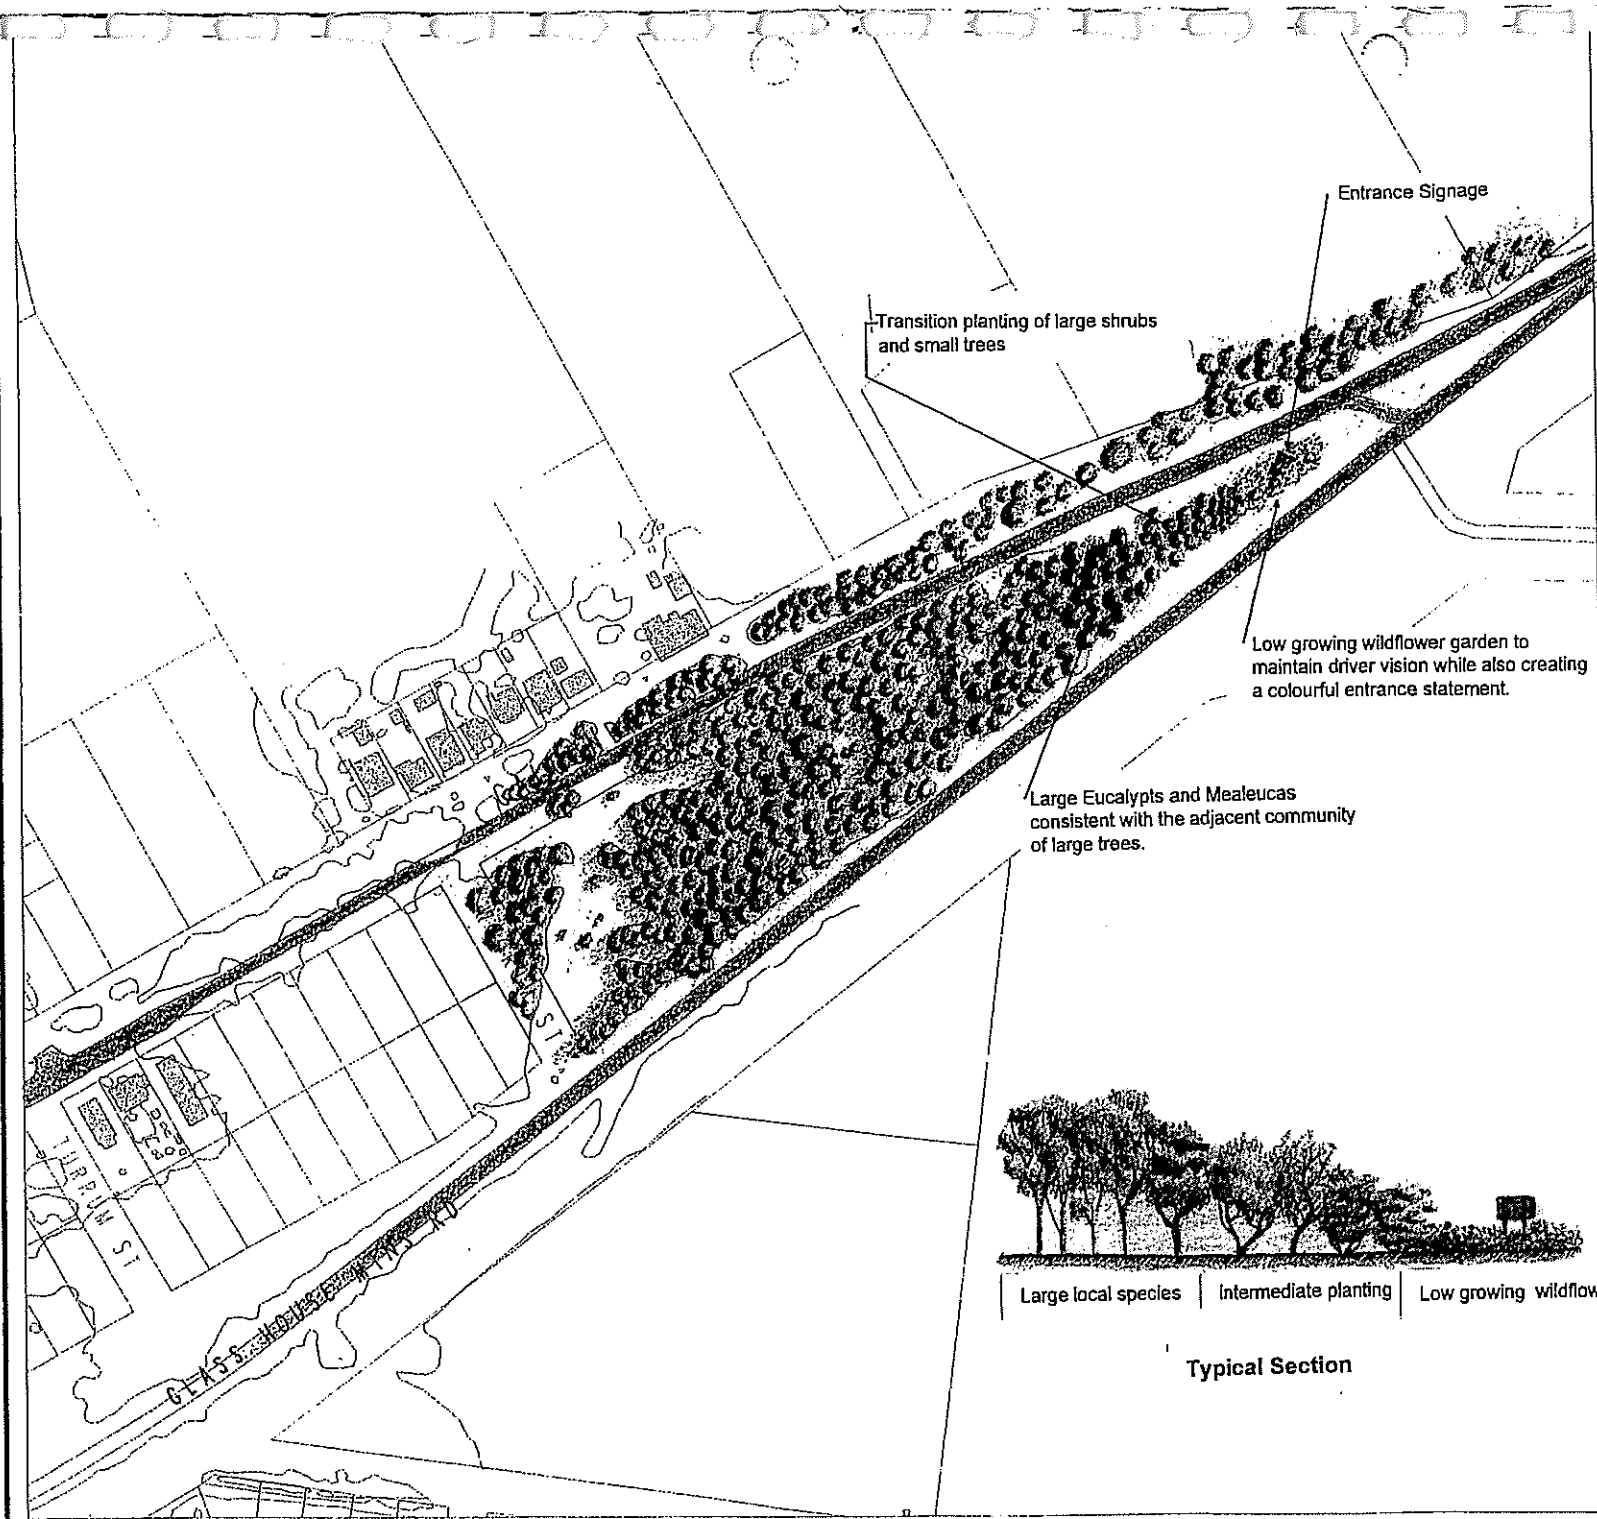 Entrance Signage
Transition planting of large shrubs
and small trees
Low growing wildflower garden to
maintain driver vision while also creating
a colourful entrance statement.
Large Eucalypts and Mealeucas
consistent with the adjacent community
of large trees.
ST
ST
GLASS HOUSE MTNS RD
Large local species
Intermediate planting
Low growing wildflow
Typical Section